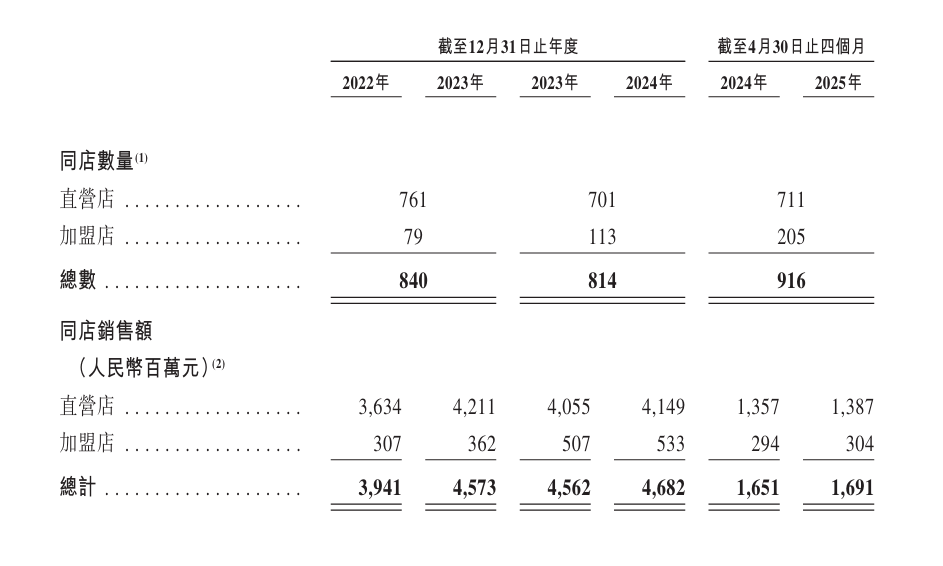 截至12月31日止年度 截至4月30日止四個月
2022年 2023年 2023年 2024年 2024年 2025年
同店數量(1)
直營店 .................. 761 701 711
加盟店 .................. 79 113 205
總數 .................... 840 814 916
同店銷售額
(人民幣百萬元)(2)
直營店 .................. 3,634 4,211 4,055 4,149 1,357 1,387
加盟店 .................. 307 362 507 533 294 304
總計 .................... 3,941 4,573 4,562 4,682 1,651 1,691